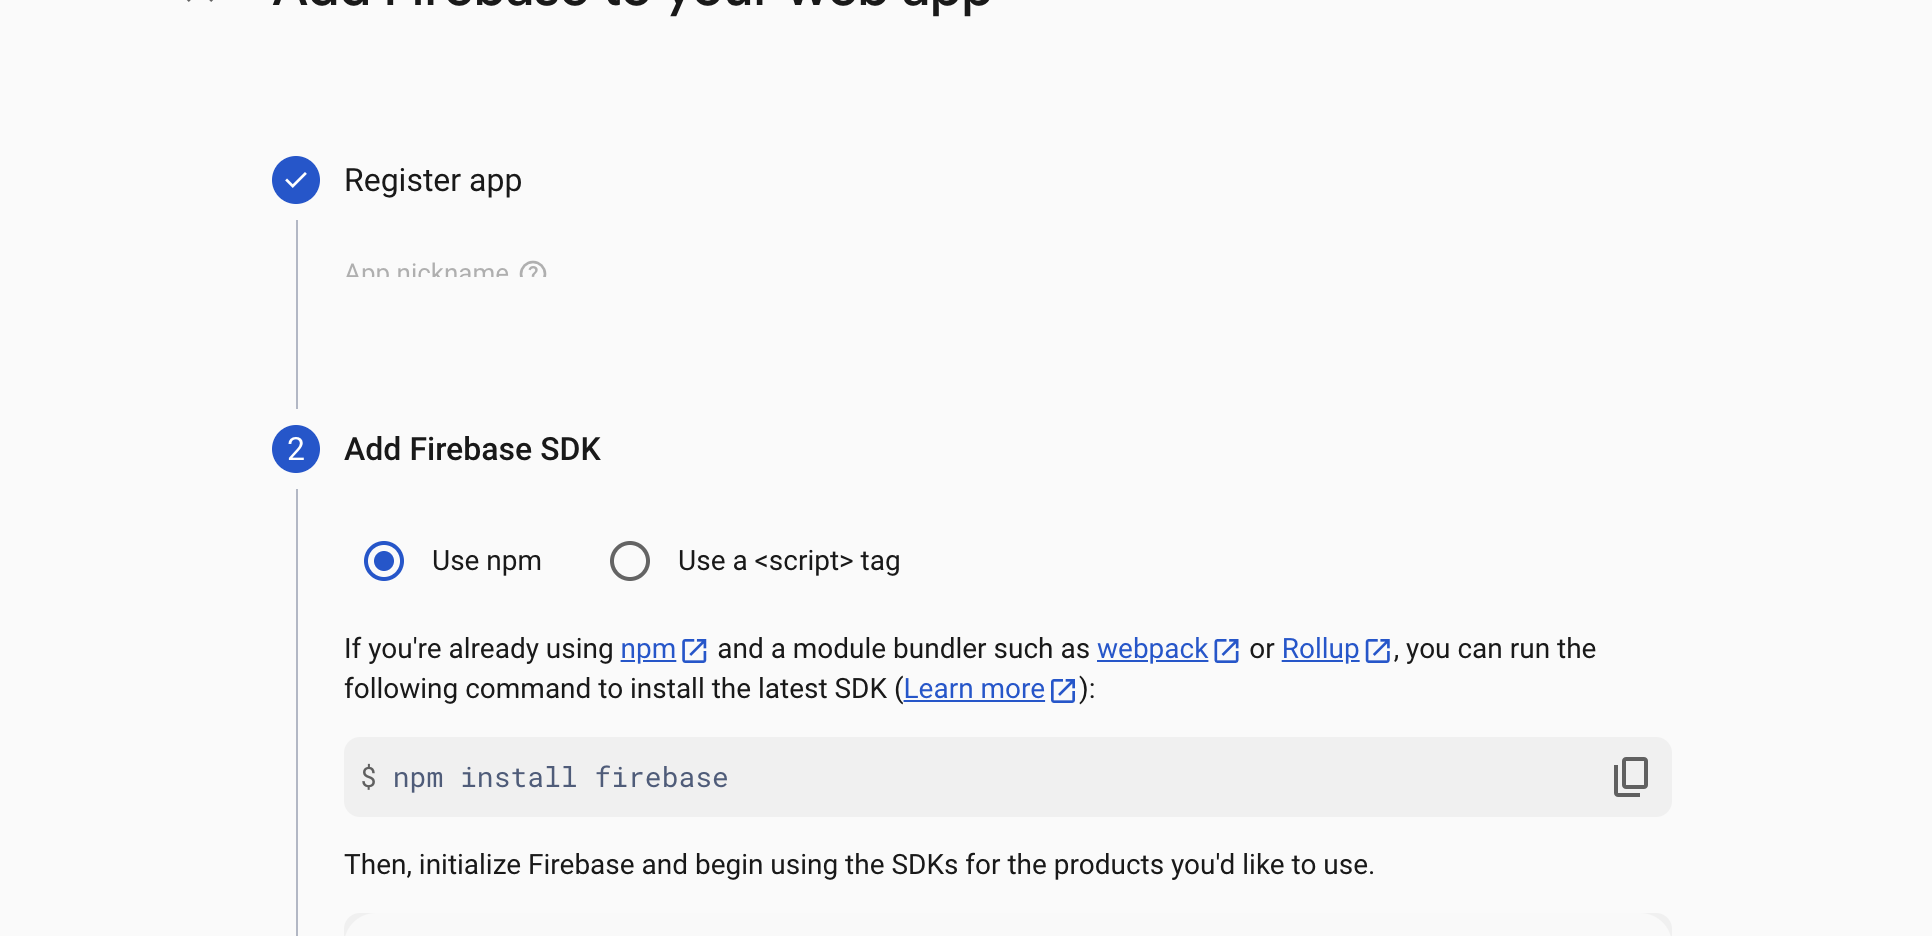 Add Firebase to your web app
Register app
App nickname
2 Add Firebase SDK
Use npm Use a <script> tag
If you're already using npm and a module bundler such as webpack or Rollup, you can run the
following command to install the latest SDK (Learn more):
$ npm install firebase
Then, initialize Firebase and begin using the SDKs for the products you'd like to use.